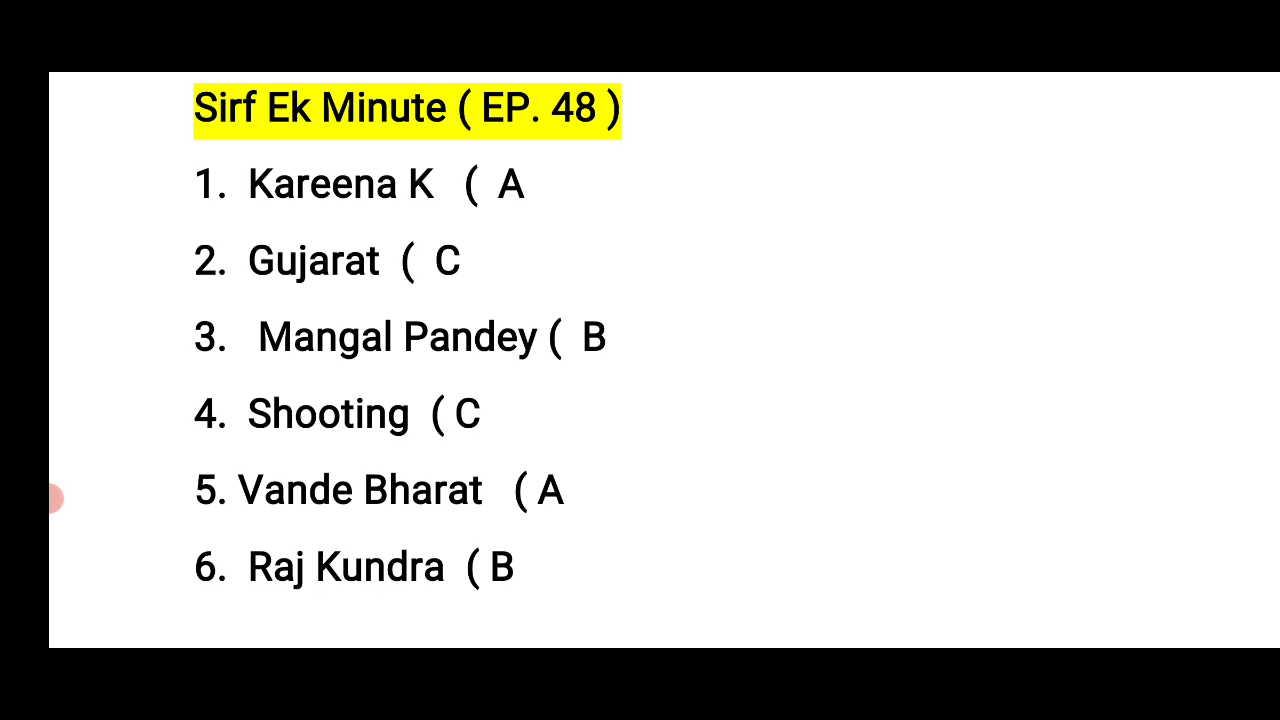 Sirf Ek Minute ( EP. 48 )
1. Kareena K ( A
2. Gujarat ( C
3. Mangal Pandey ( B
4. Shooting ( C
5. Vande Bharat ( A
6. Raj Kundra ( B